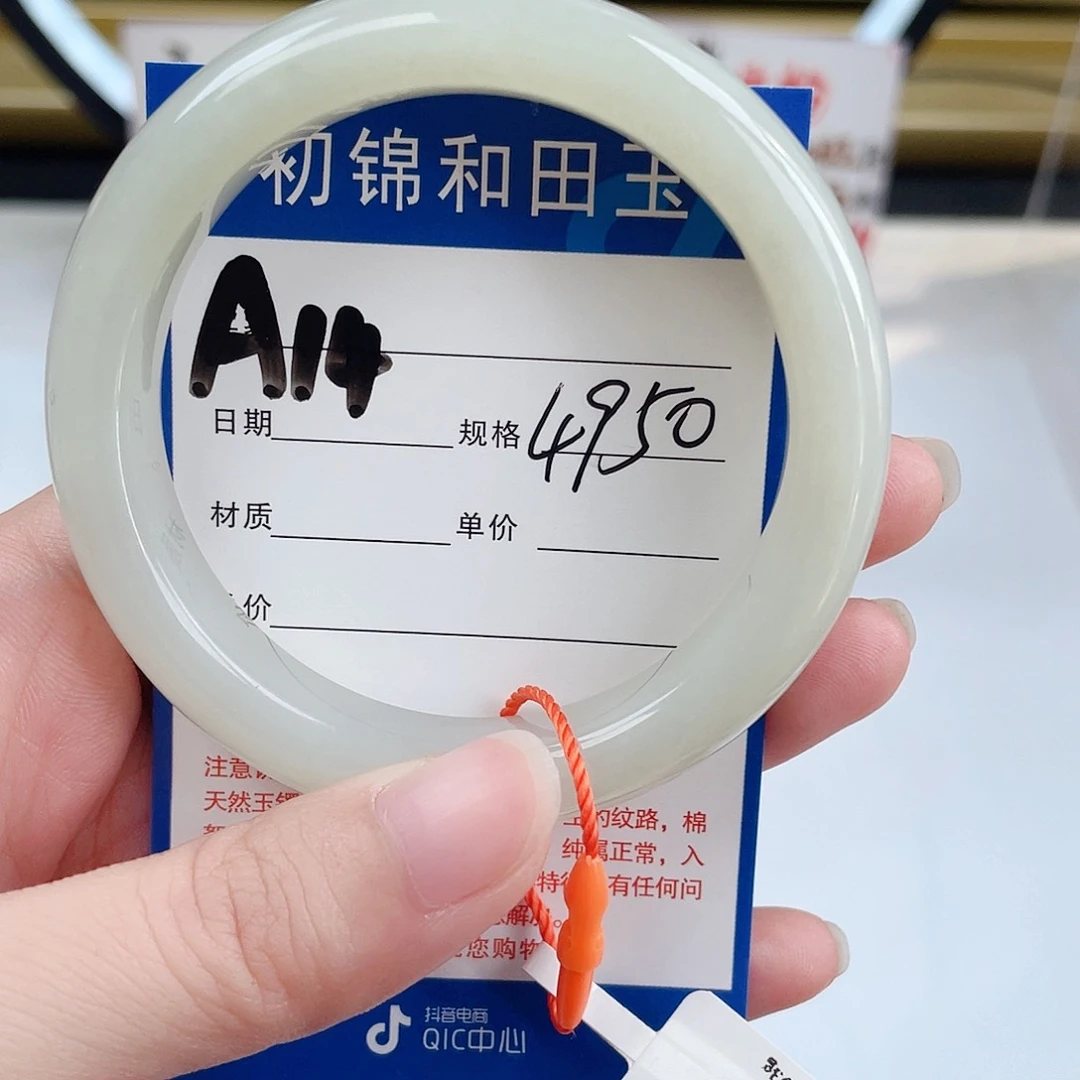 初锦和田玉
A14
日期 规格 4950
材质 单价
价
注意
天然玉镯
的纹路，棉
纯属正常，入
有任何问
解
您购物
抖音电商
QIC中心